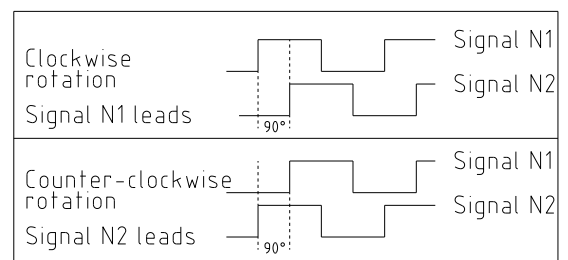 Signal N1
Clockwise
rotation
Signal N2
Signal N1 leads
90°
Signal N1
Counter-clockwise
rotation
Signal N2
Signal N2 leads
90°